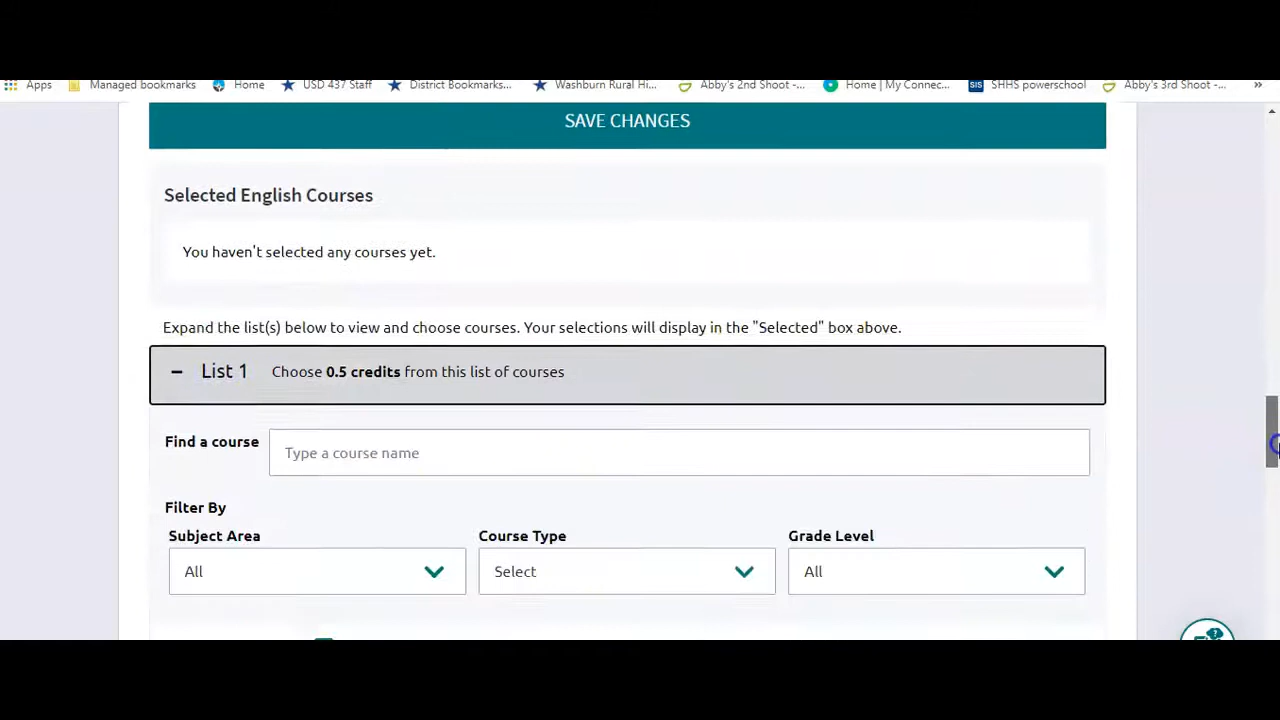 Apps Managed bookmarks Home USD 437 Staff District Bookmarks... Washburn Rural Hi... Abby's 2nd Shoot -... Home | My Connec... SIS SHHS powerschool Abby's 3rd Shoot -... »
SAVE CHANGES
Selected English Courses
You haven't selected any courses yet.
Expand the list(s) below to view and choose courses. Your selections will display in the "Selected" box above.
– List 1 Choose 0.5 credits from this list of courses
Find a course Type a course name
Filter By
Subject Area Course Type Grade Level
All Select All
?